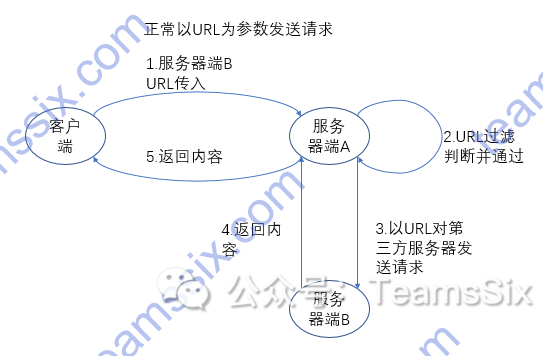 正常以URL为参数发送请求
1.服务器端B
URL传入
客户
端
服务
器端A
2.URL过滤
判断并通过
5.返回内容
4.返回内
容
3.以URL对第
三方服务器发
送请求
服务
器端B
公众号：TeamsSix
teamssix.com
teamssix.com
teamssix.com